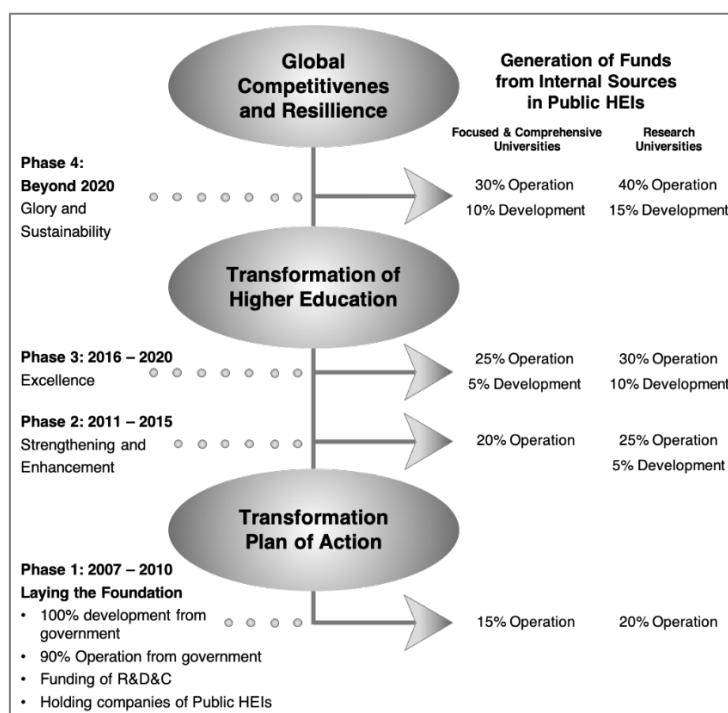 Global
Competitivenes
and Resillience
Generation of Funds
from Internal Sources
in Public HEIs
Focused & Comprehensive
Universities
Research
Universities
Phase 4:
Beyond 2020
Glory and
Sustainability
30% Operation
10% Development
40% Operation
15% Development
Transformation of
Higher Education
Phase 3: 2016 – 2020
Excellence
25% Operation
5% Development
30% Operation
10% Development
Phase 2: 2011 – 2015
Strengthening and
Enhancement
20% Operation
25% Operation
5% Development
Transformation
Plan of Action
Phase 1: 2007 – 2010
Laying the Foundation
• 100% development from
government
• 90% Operation from government
• Funding of R&D&C
• Holding companies of Public HEIs
15% Operation
20% Operation